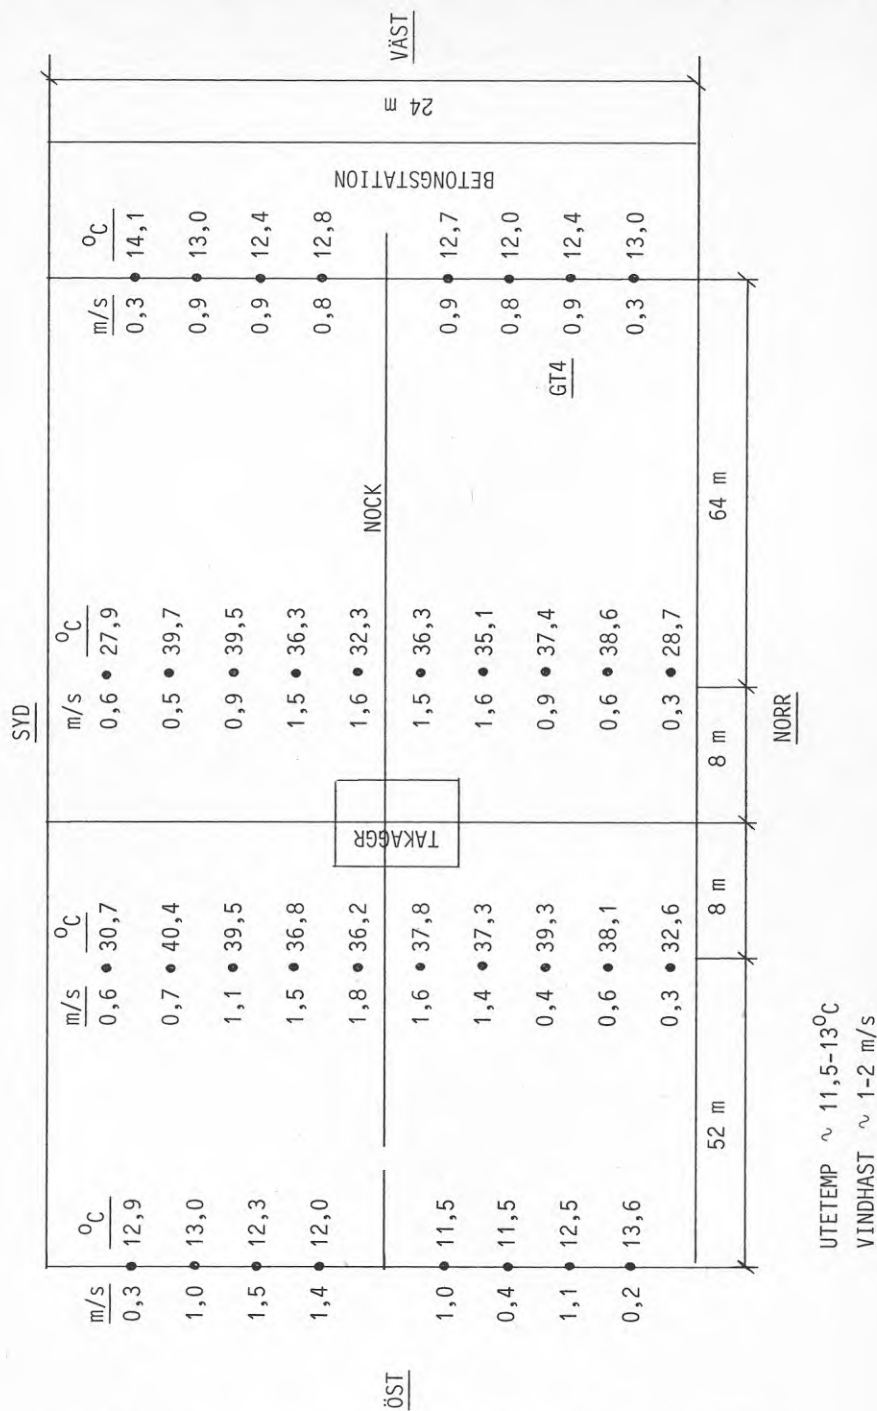 SYD
m/s °C m/s °C m/s °C m/s °C
0,3 • 12,9 0,6 • 30,7 0,6 • 27,9 0,3 • 14,1
1,0 • 13,0 0,7 • 40,4 0,5 • 39,7 0,9 • 13,0
1,5 • 12,3 1,1 • 39,5 0,9 • 39,5 0,9 • 12,4
1,4 • 12,0 1,5 • 36,8 1,5 • 36,3 0,8 • 12,8
1,8 • 36,2 1,6 • 32,3
NOCK
ÖST
TAKAGGR
BETONGSTATION
24 m
VÄST
1,0 • 11,5 1,6 • 37,8 1,5 • 36,3 0,9 • 12,7
0,4 • 11,5 1,4 • 37,3 1,6 • 35,1 0,8 • 12,0
1,1 • 12,5 0,4 • 39,3 0,9 • 37,4 GT4 0,9 • 12,4
0,2 • 13,6 0,6 • 38,1 0,6 • 38,6 0,3 • 13,0
0,3 • 32,6 0,3 • 28,7
52 m 8 m 8 m 64 m
NORR
UTETEMP ~ 11,5-13°C
VINDHAST ~ 1-2 m/s